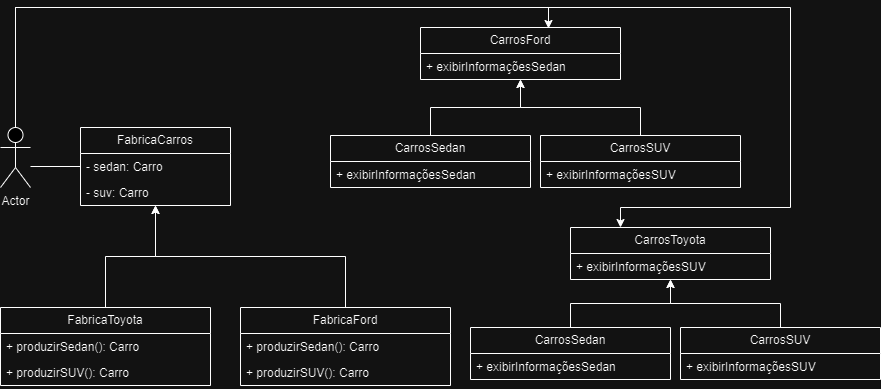 CarrosFord
+ exibirInformaçõesSedan
FabricaCarros
- sedan: Carro
- suv: Carro
Actor
CarrosSedan
+ exibirInformaçõesSedan
CarrosSUV
+ exibirInformaçõesSUV
CarrosToyota
+ exibirInformaçõesSUV
FabricaToyota
+ produzirSedan(): Carro
+ produzirSUV(): Carro
FabricaFord
+ produzirSedan(): Carro
+ produzirSUV(): Carro
CarrosSedan
+ exibirInformaçõesSedan
CarrosSUV
+ exibirInformaçõesSUV